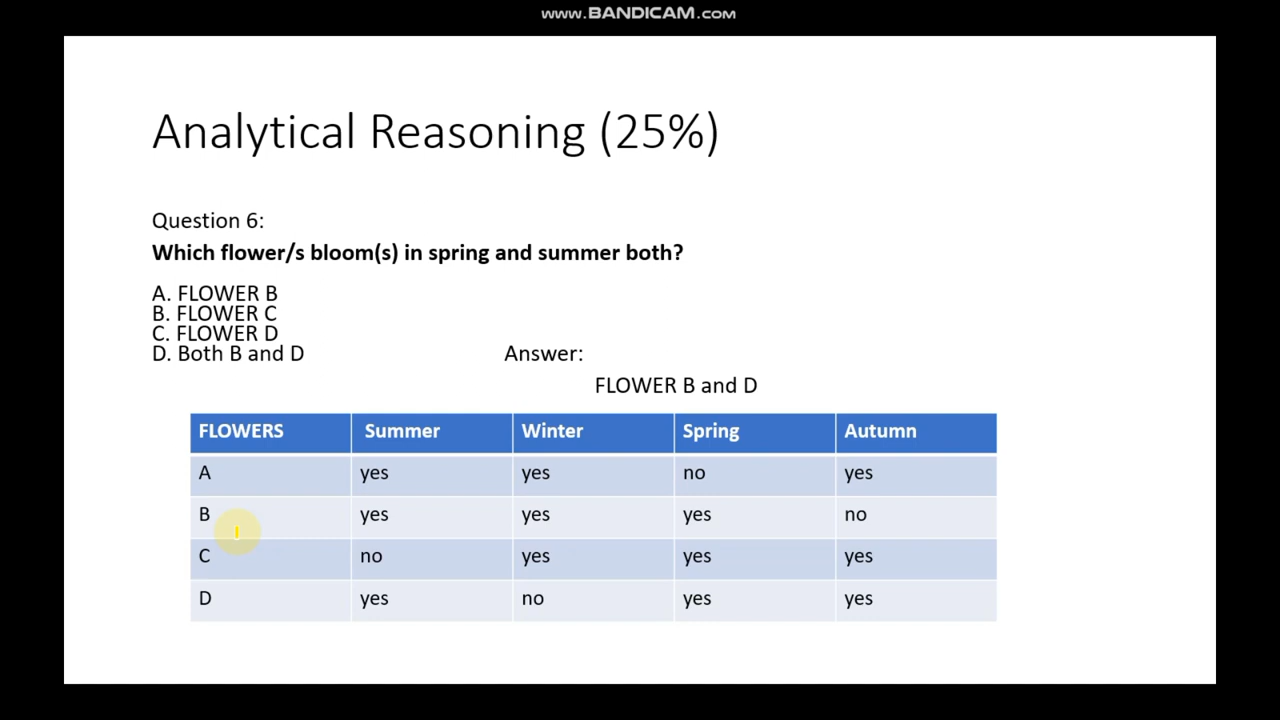 WWW.BANDICAM.COM
Analytical Reasoning (25%)
Question 6:
Which flower/s bloom(s) in spring and summer both?
A. FLOWER B
B. FLOWER C
C. FLOWER D
D. Both B and D
Answer:
FLOWER B and D
FLOWERS Summer Winter Spring Autumn
A yes yes no yes
B yes yes yes no
C no yes yes yes
D yes no yes yes